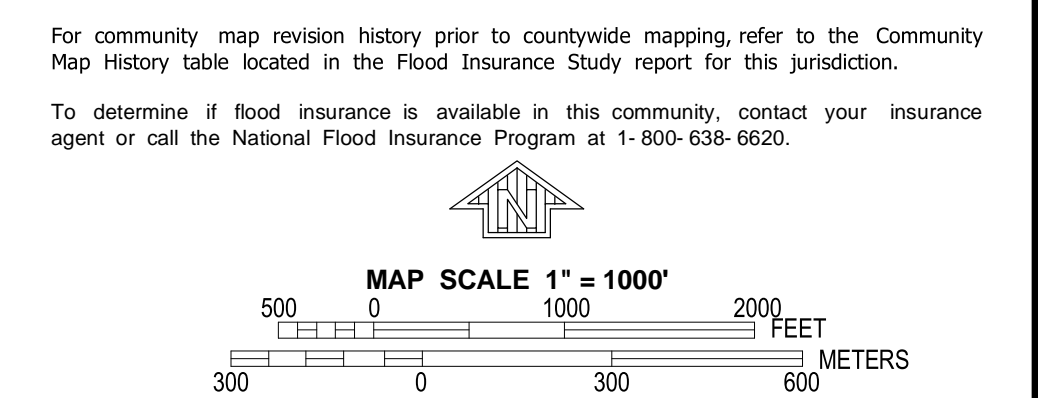 For community map revision history prior to countywide mapping, refer to the Community
Map History table located in the Flood Insurance Study report for this jurisdiction.
To determine if flood insurance is available in this community, contact your insurance
agent or call the National Flood Insurance Program at 1- 800- 638- 6620.
N
MAP SCALE 1" = 1000'
500 0 1000 2000
FEET
METERS
300 0 300 600